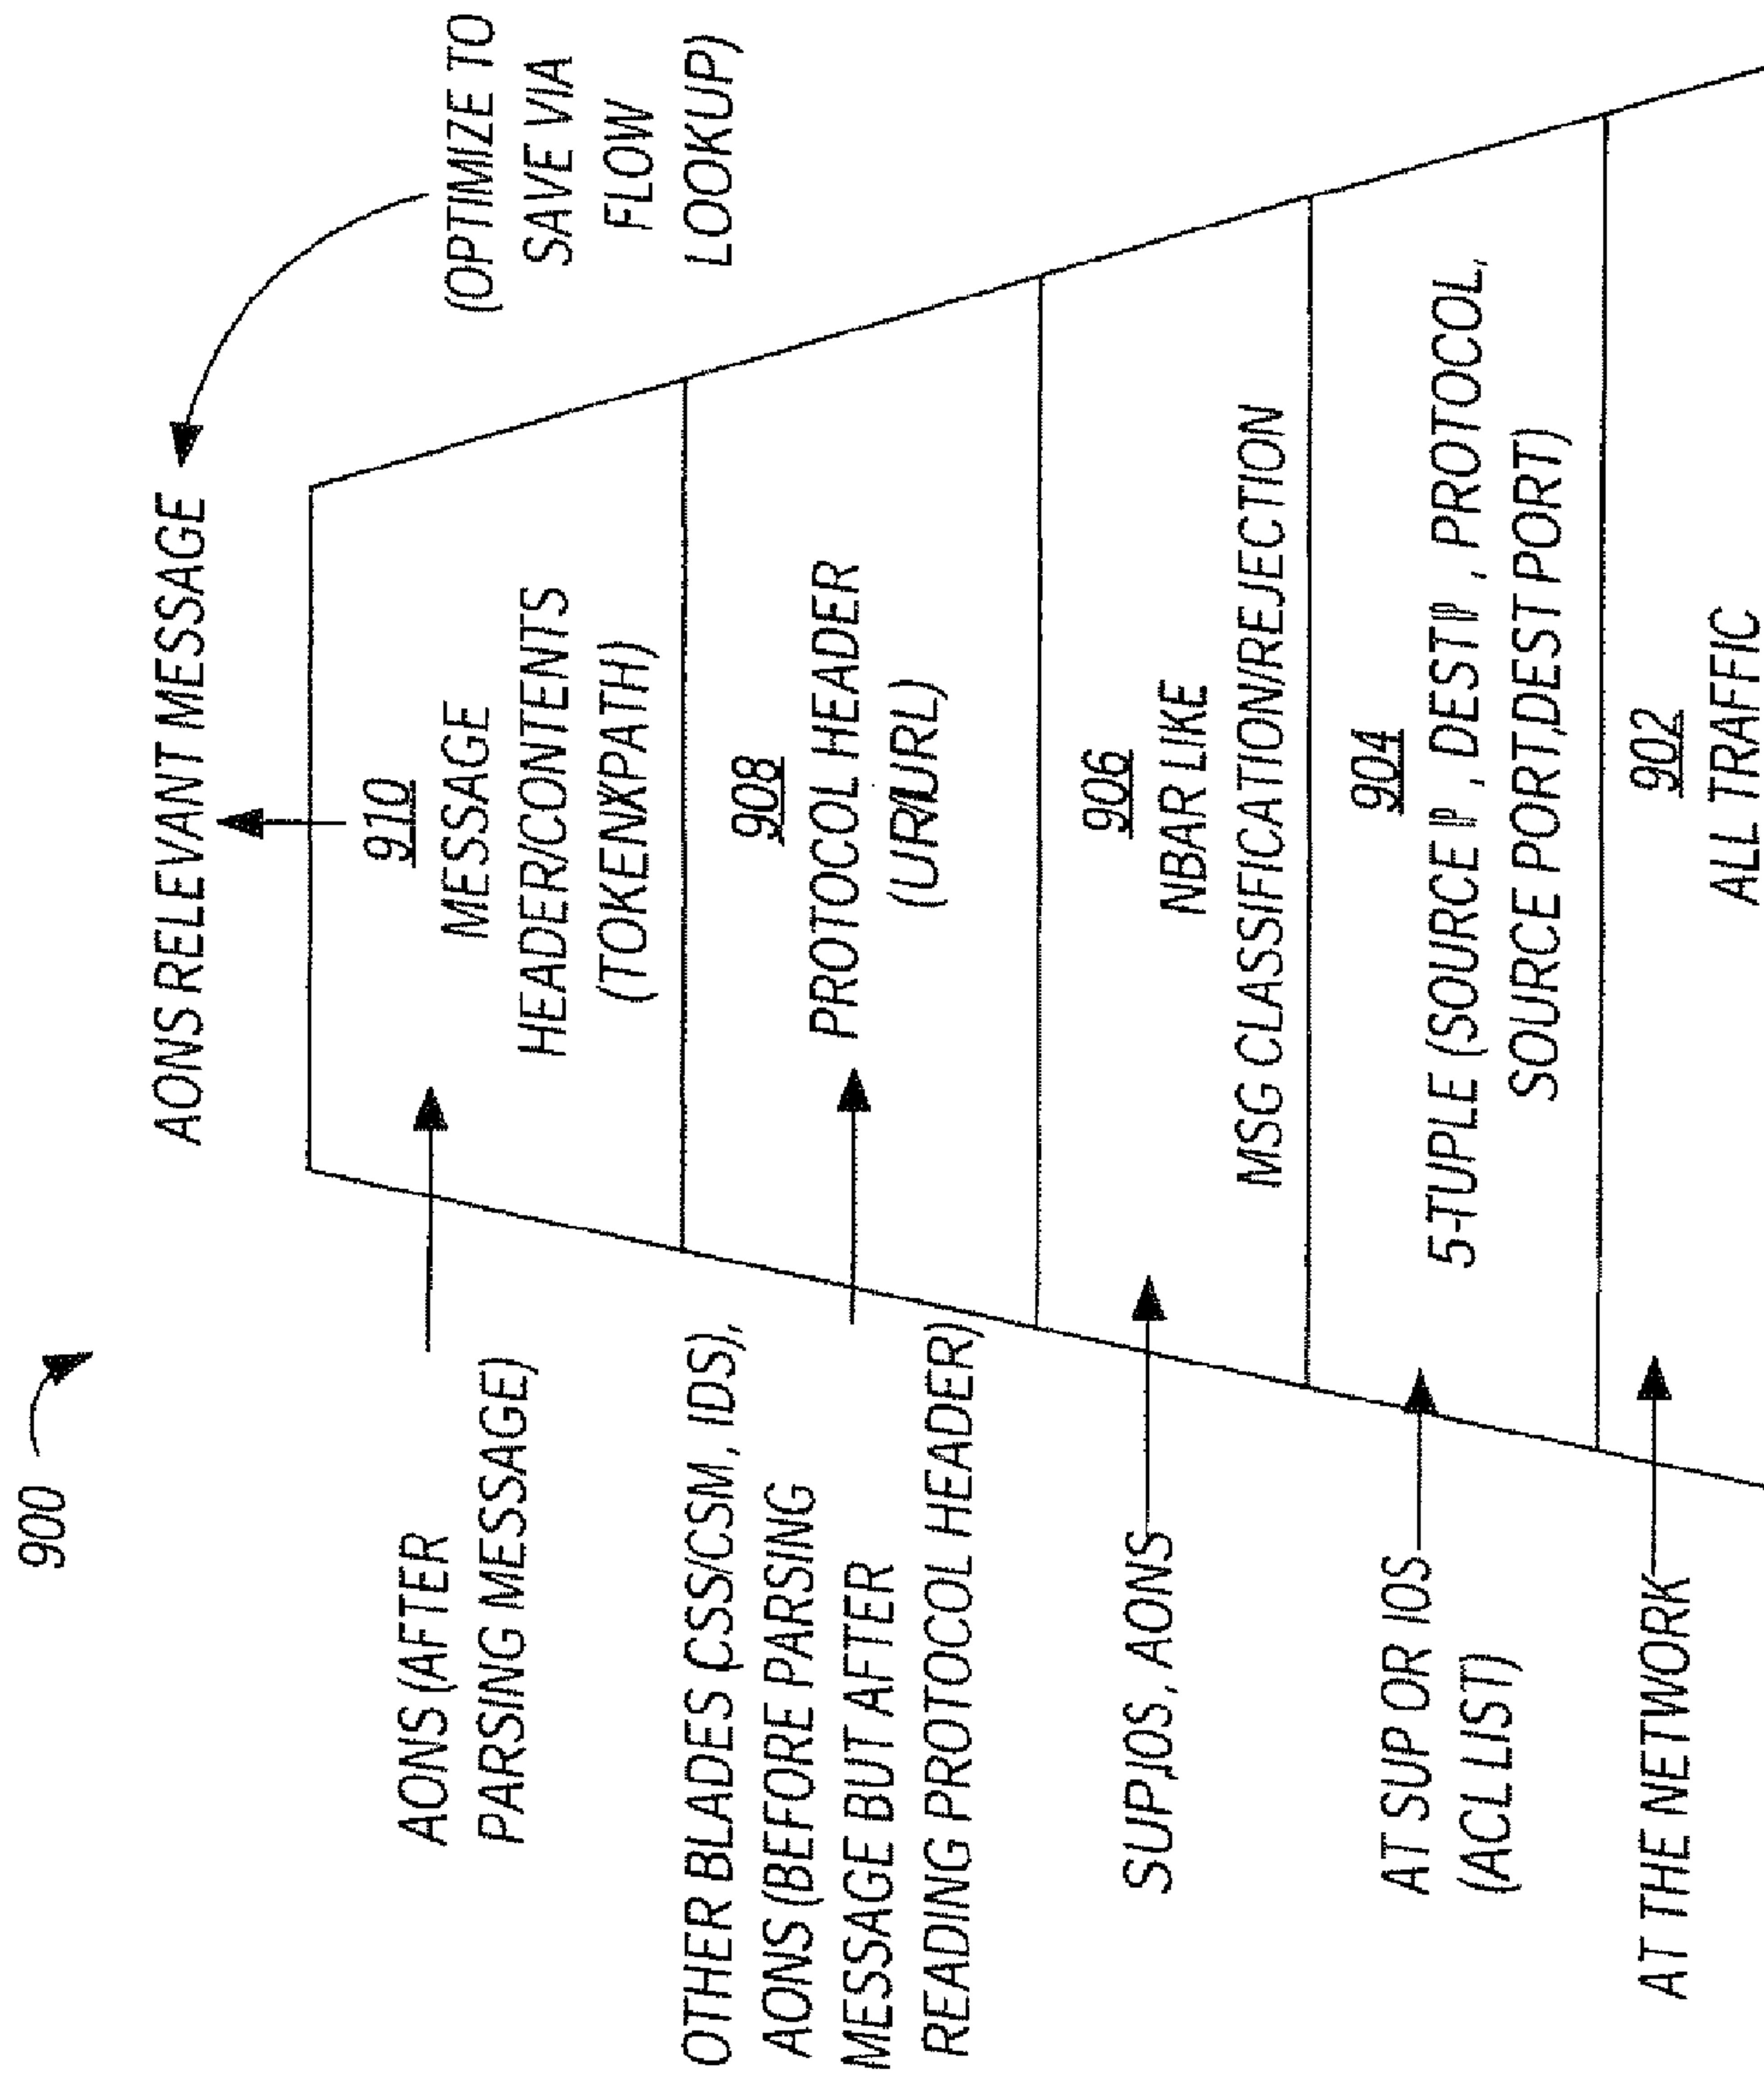 900
AONS RELEVANT MESSAGE
(OPTIMIZE TO
SAVE VIA
FLOW
LOOKUP)
AONS (AFTER
PARSING MESSAGE)
910
MESSAGE
HEADER/CONTENTS
(TOKENXPATH)
OTHER BLADES (CSS/CSM, IDS),
AONS (BEFORE PARSING
MESSAGE BUT AFTER
READING PROTOCOL HEADER)
908
PROTOCOL HEADER
(URI/URL)
SUP,IOS, AONS
906
NBAR LIKE
MSG CLASSIFICATION/REJECTION
AT SUP OR IOS
(ACL LIST)
904
5-TUPLE (SOURCE IP, DEST IP, PROTOCOL,
SOURCE PORT,DEST PORT)
AT THE NETWORK
902
ALL TRAFFIC